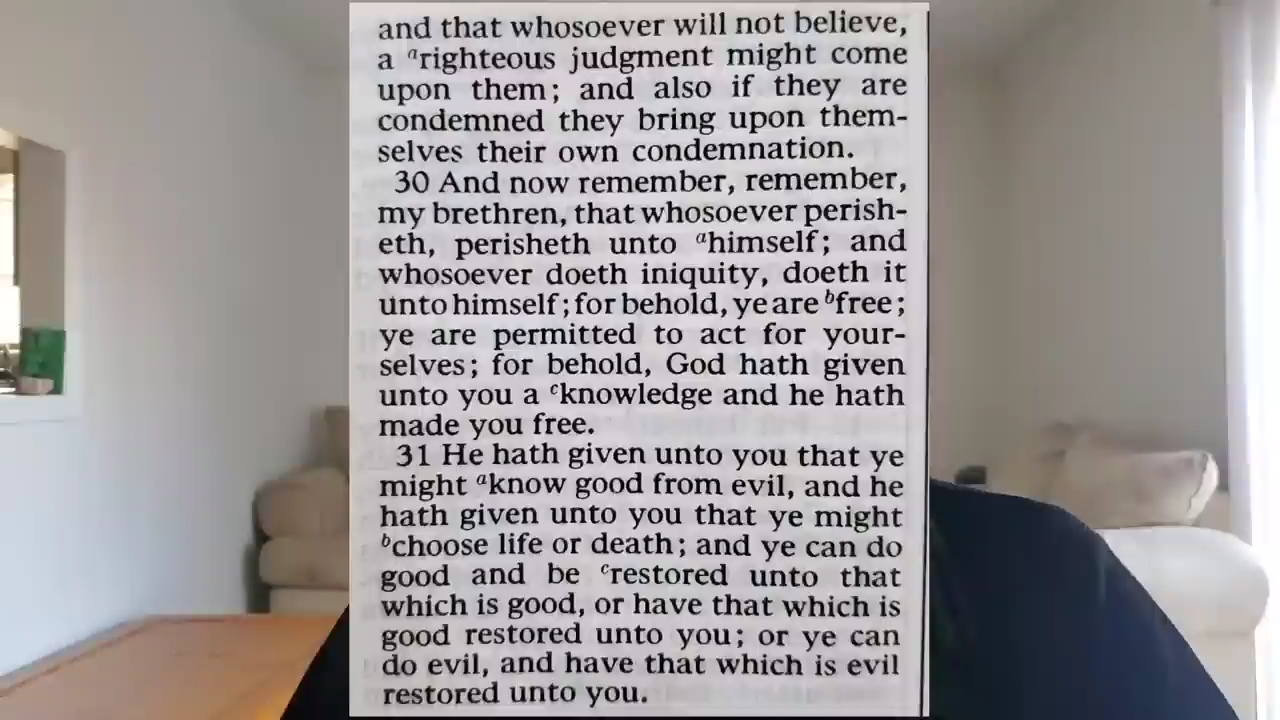 and that whosoever will not believe,
a ᵃrighteous judgment might come
upon them; and also if they are
condemned they bring upon them-
selves their own condemnation.
30 And now remember, remember,
my brethren, that whosoever perish-
eth, perisheth unto ᵃhimself; and
whosoever doeth iniquity, doeth it
unto himself; for behold, ye are ᵇfree;
ye are permitted to act for your-
selves; for behold, God hath given
unto you a ᶜknowledge and he hath
made you free.
31 He hath given unto you that ye
might ᵃknow good from evil, and he
hath given unto you that ye might
ᵇchoose life or death; and ye can do
good and be ᶜrestored unto that
which is good, or have that which is
good restored unto you; or ye can
do evil, and have that which is evil
restored unto you.